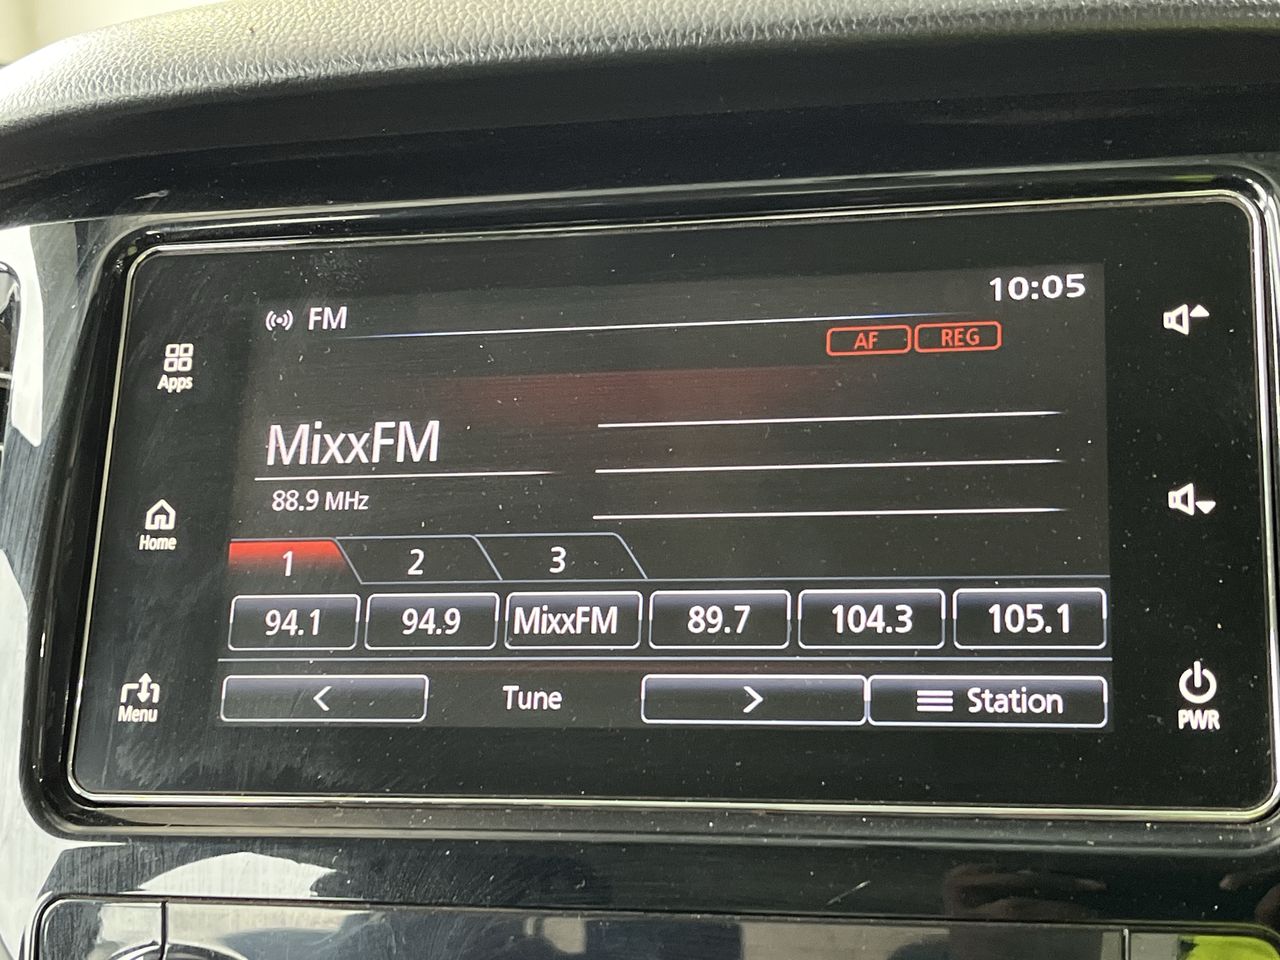 10:05
FM
AF REG
Apps
MixxFM
88.9 MHz
Home
1 2 3
94.1 94.9 MixxFM 89.7 104.3 105.1
Menu
< Tune > Station
PWR